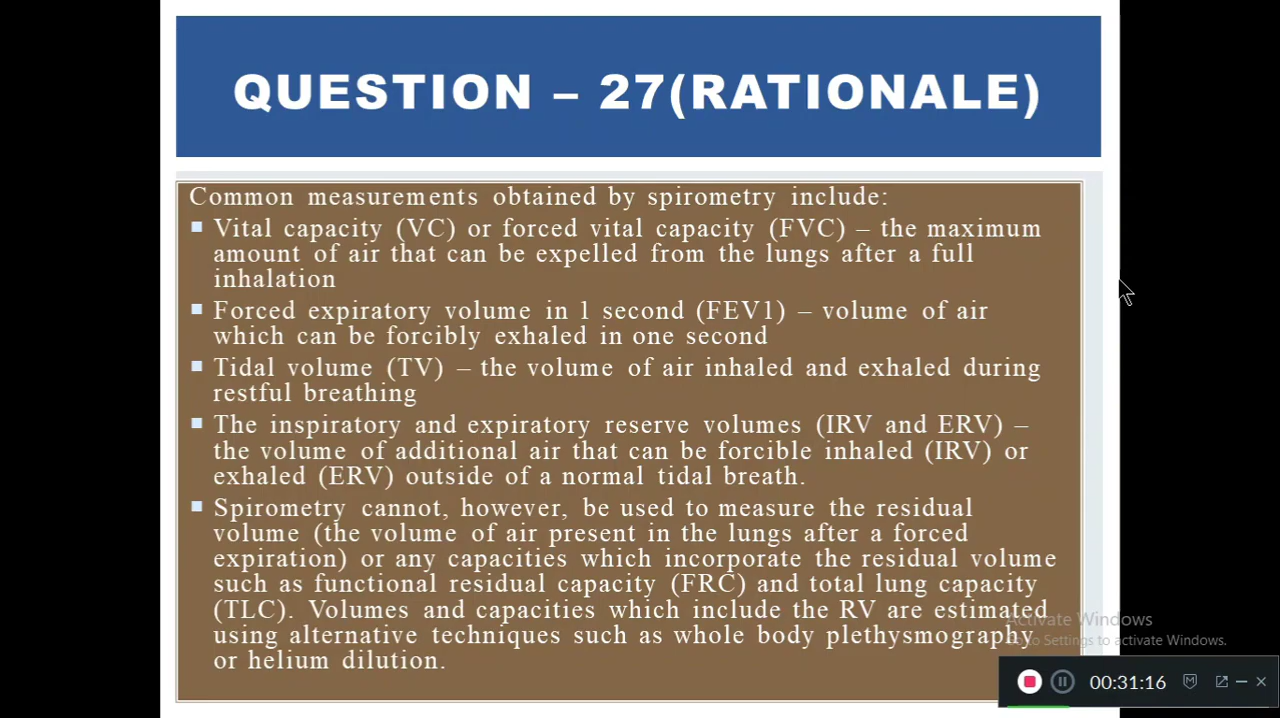 QUESTION – 27(RATIONALE)
Common measurements obtained by spirometry include:
▪ Vital capacity (VC) or forced vital capacity (FVC) – the maximum
amount of air that can be expelled from the lungs after a full
inhalation
▪ Forced expiratory volume in 1 second (FEV1) – volume of air
which can be forcibly exhaled in one second
▪ Tidal volume (TV) – the volume of air inhaled and exhaled during
restful breathing
▪ The inspiratory and expiratory reserve volumes (IRV and ERV) –
the volume of additional air that can be forcible inhaled (IRV) or
exhaled (ERV) outside of a normal tidal breath.
▪ Spirometry cannot, however, be used to measure the residual
volume (the volume of air present in the lungs after a forced
expiration) or any capacities which incorporate the residual volume
such as functional residual capacity (FRC) and total lung capacity
(TLC). Volumes and capacities which include the RV are estimated
using alternative techniques such as whole body plethysmography
or helium dilution.
Activate Windows
Go to Settings to activate Windows.
00:31:16